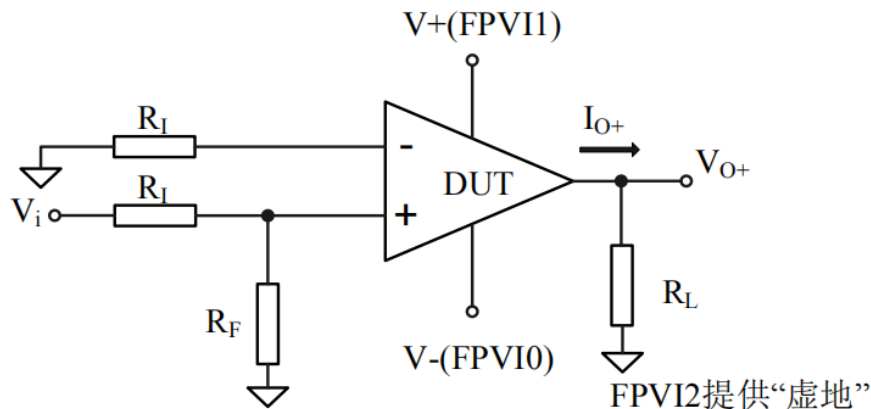 V+(FPVI1)
R_I
I_O+
-
DUT
V_O+
R_I
V_i
+
R_F
R_L
V-(FPVI0)
FPVI2提供“虚地”